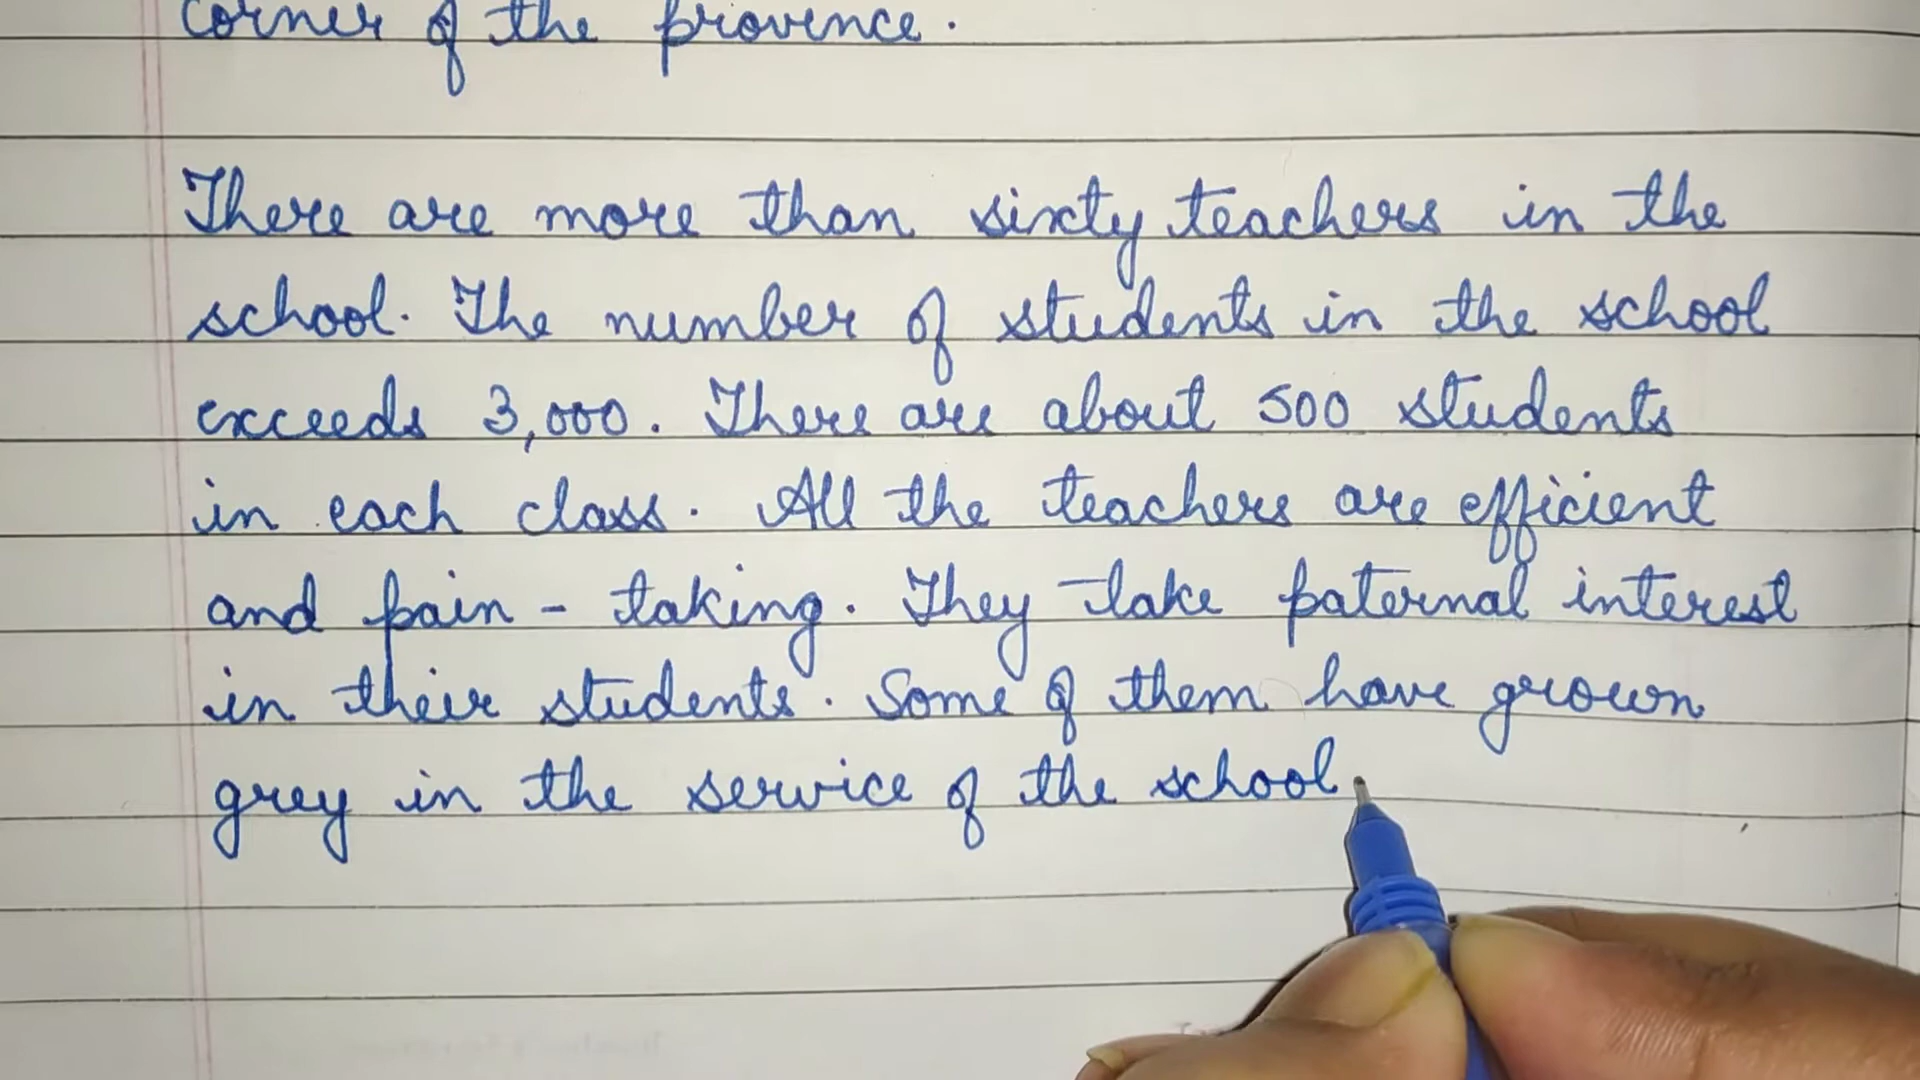 corner of the provence.
There are more than sixty teachers in the
school. The number of students in the school
exceeds 3,000. There are about 500 students
in each class. All the teachers are efficient
and pain - taking. They take paternal interest
in their students. Some of them have grown
grey in the service of the school